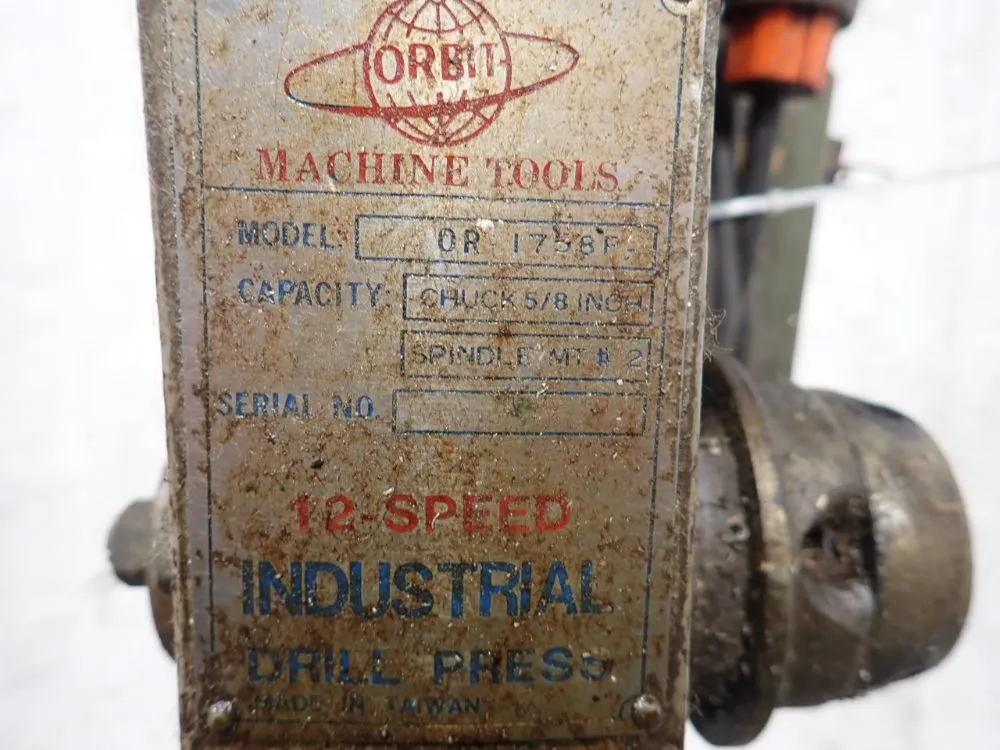 ORBIT
MACHINE TOOLS
MODEL: OR 1758F
CAPACITY: CHUCK 5/8 INCH
SPINDLE MT # 2
SERIAL NO.
12-SPEED
INDUSTRIAL
DRILL PRESS
MADE IN TAIWAN